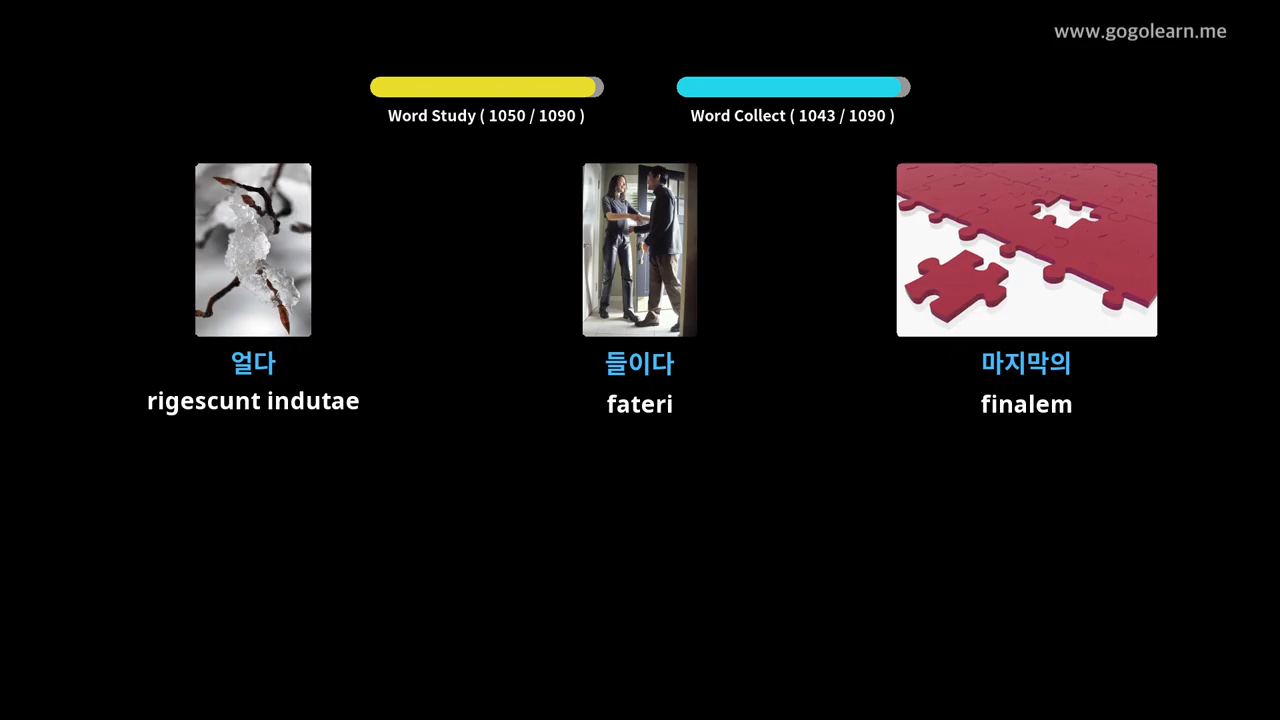 www.gogolearn.me
Word Study ( 1050 / 1090 )
Word Collect ( 1043 / 1090 )
얼다
들이다
마지막의
rigescunt indutae
fateri
finalem